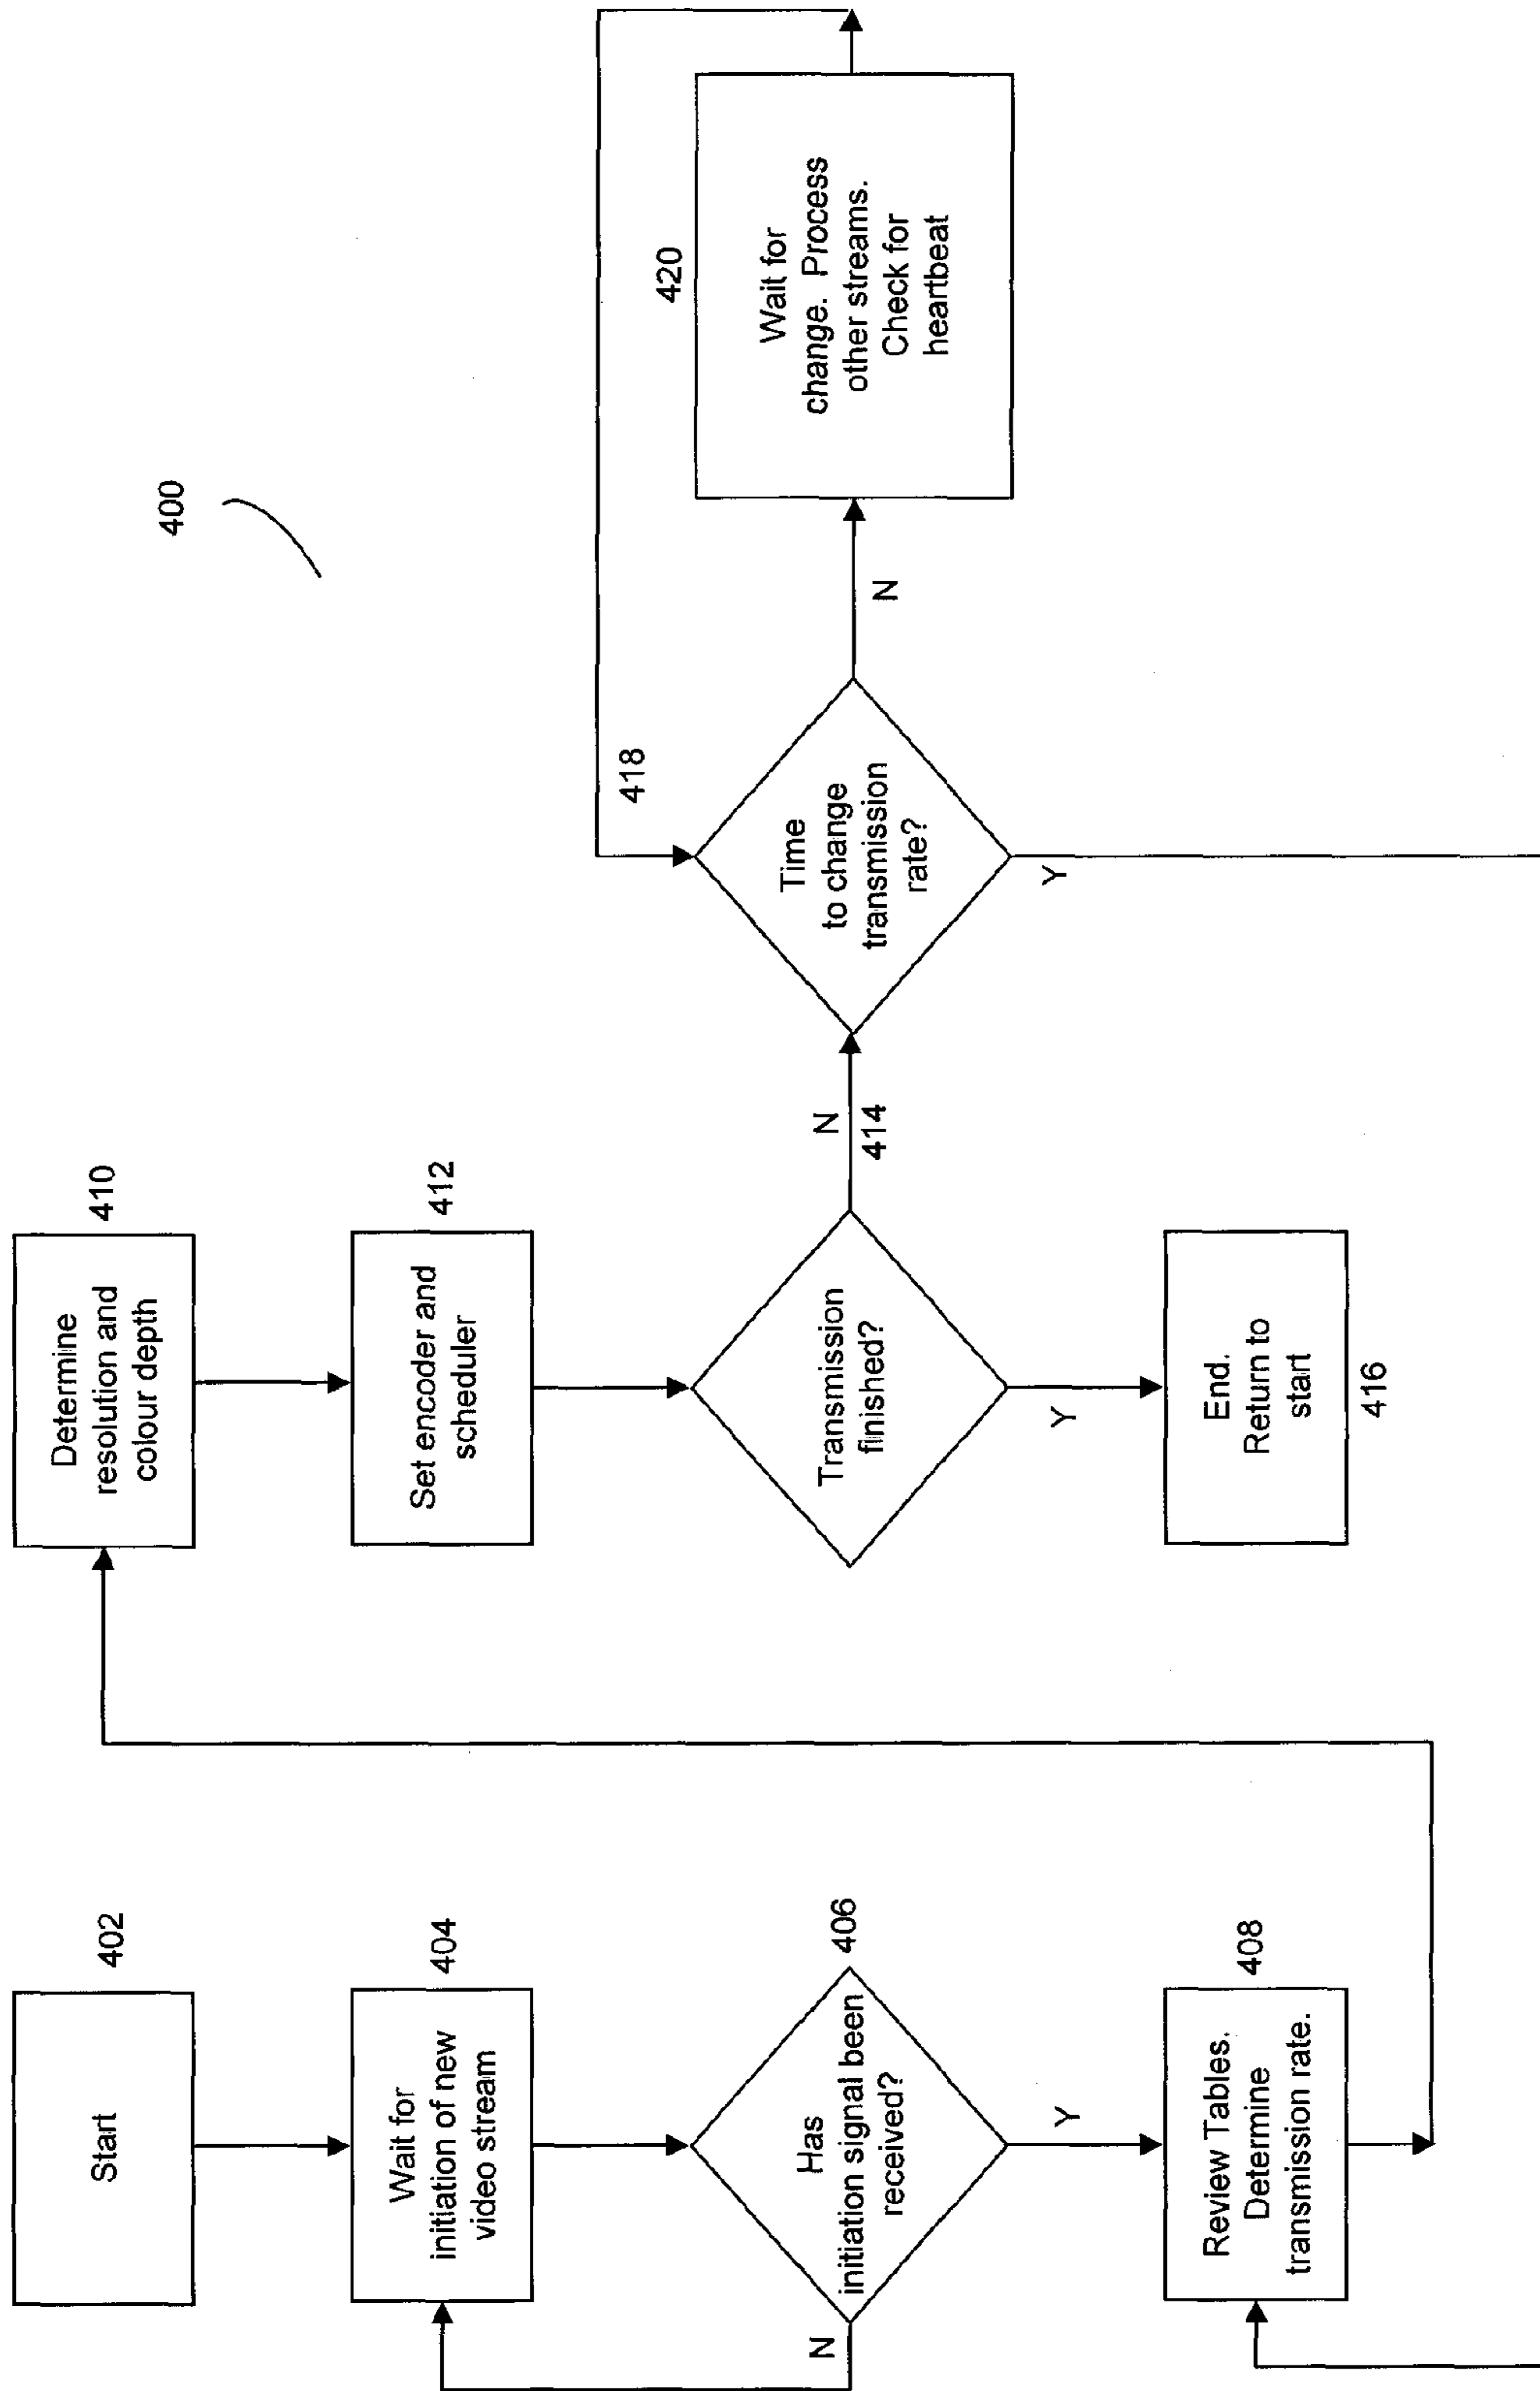 400
Start
402
Wait for
initiation of new
video stream
404
Has
initiation signal been
received?
406
N
Y
Review Tables.
Determine
transmission rate.
408
Determine
resolution and
colour depth
410
Set encoder and
scheduler
412
Transmission
finished?
N
414
Y
End.
Return to
start
416
Time
to change
transmission
rate?
418
N
Y
Wait for
change. Process
other streams.
Check for
heartbeat
420